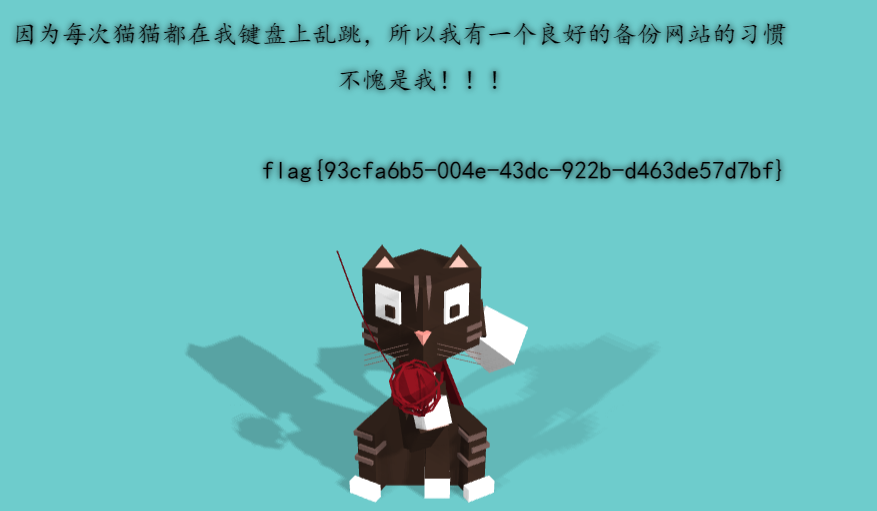 因为每次猫猫都在我键盘上乱跳，所以我有一个良好的备份网站的习惯
不愧是我！！！
flag{93cfa6b5-004e-43dc-922b-d463de57d7bf}